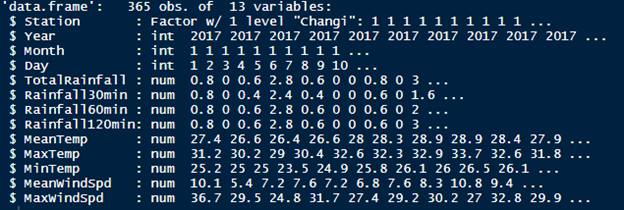 'data.frame':   365 obs. of  13 variables:
 $ Station        : Factor w/ 1 level "Changi": 1 1 1 1 1 1 1 1 1 1 ...
 $ Year           : int  2017 2017 2017 2017 2017 2017 2017 2017 2017 2017 ...
 $ Month          : int  1 1 1 1 1 1 1 1 1 1 ...
 $ Day            : int  1 2 3 4 5 6 7 8 9 10 ...
 $ TotalRainfall  : num  0.8 0 0.6 2.8 0.6 0 0 0.8 0 3 ...
 $ Rainfall30min  : num  0.8 0 0.4 2.4 0.4 0 0 0.6 0 1.6 ...
 $ Rainfall60min  : num  0.8 0 0.6 2.8 0.6 0 0 0.6 0 2 ...
 $ Rainfall120min: num  0.8 0 0.6 2.8 0.6 0 0 0.6 0 3 ...
 $ MeanTemp       : num  27.4 26.6 26.4 26.6 28 28.3 28.9 28.9 28.4 27.9 ...
 $ MaxTemp        : num  31.2 30.2 29 30.4 32.6 32.3 32.9 33.7 32.6 31.8 ...
 $ MinTemp        : num  25.2 25 25 23.5 24.9 25.8 26.1 26 26.5 26.1 ...
 $ MeanWindSpd    : num  10.1 5.4 7.2 7.6 7.2 6.8 7.6 8.3 10.8 9.4 ...
 $ MaxWindSpd     : num  36.7 29.5 24.8 31.7 27.4 29.2 30.2 27 32.8 29.9 ...